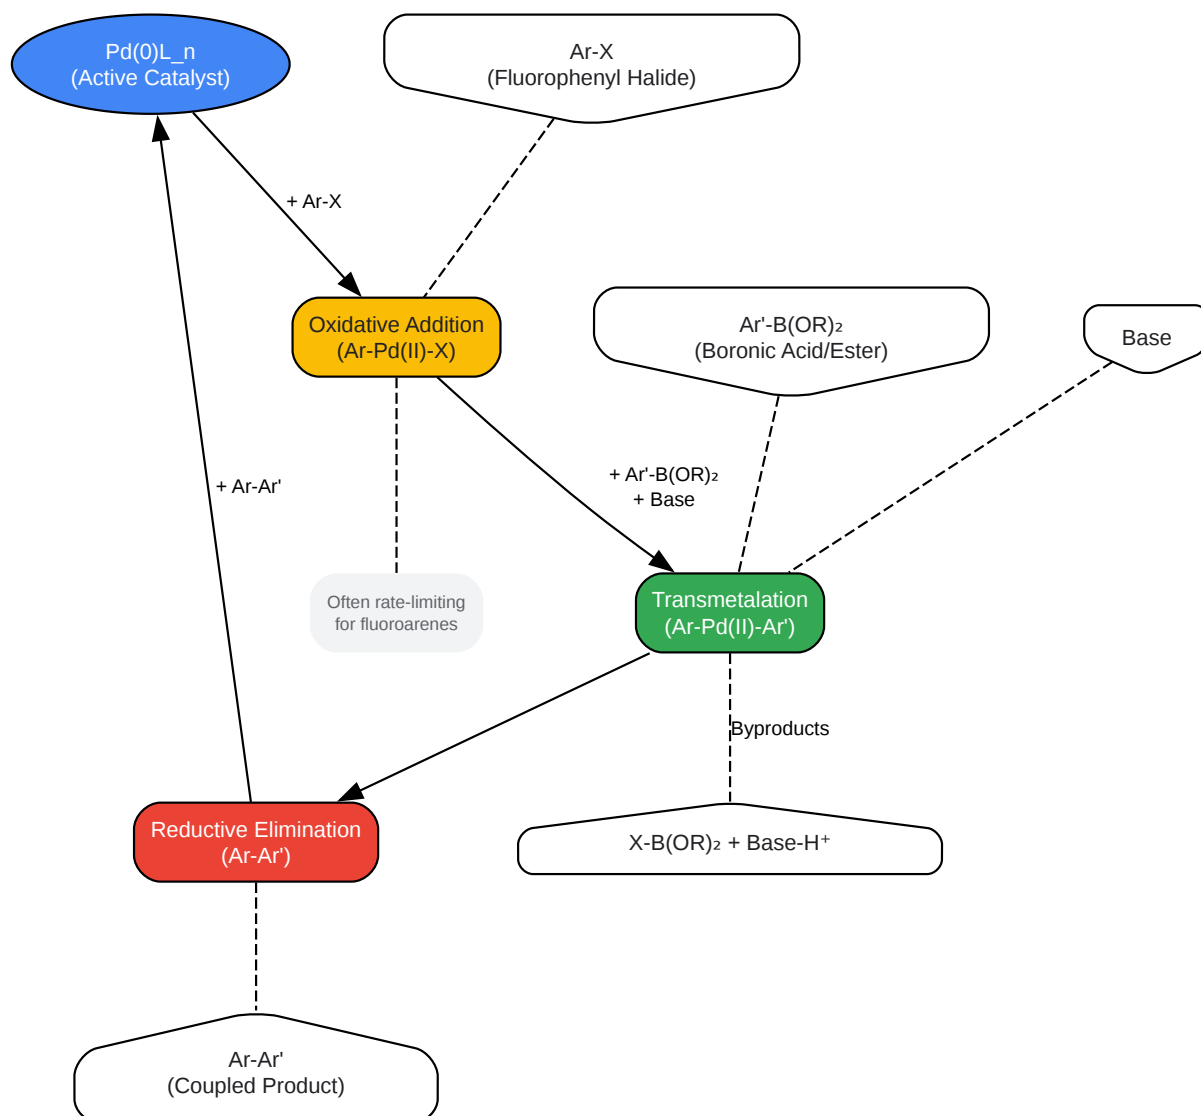 Pd(0)L_n
(Active Catalyst)
Ar-X
(Fluorophenyl Halide)
+ Ar-X
Oxidative Addition
(Ar-Pd(II)-X)
Ar'-B(OR)₂
(Boronic Acid/Ester)
Base
+ Ar-Ar'
+ Ar'-B(OR)₂
+ Base
Often rate-limiting
for fluoroarenes
Transmetalation
(Ar-Pd(II)-Ar')
Byproducts
Reductive Elimination
(Ar-Ar')
X-B(OR)₂ + Base-H⁺
Ar-Ar'
(Coupled Product)